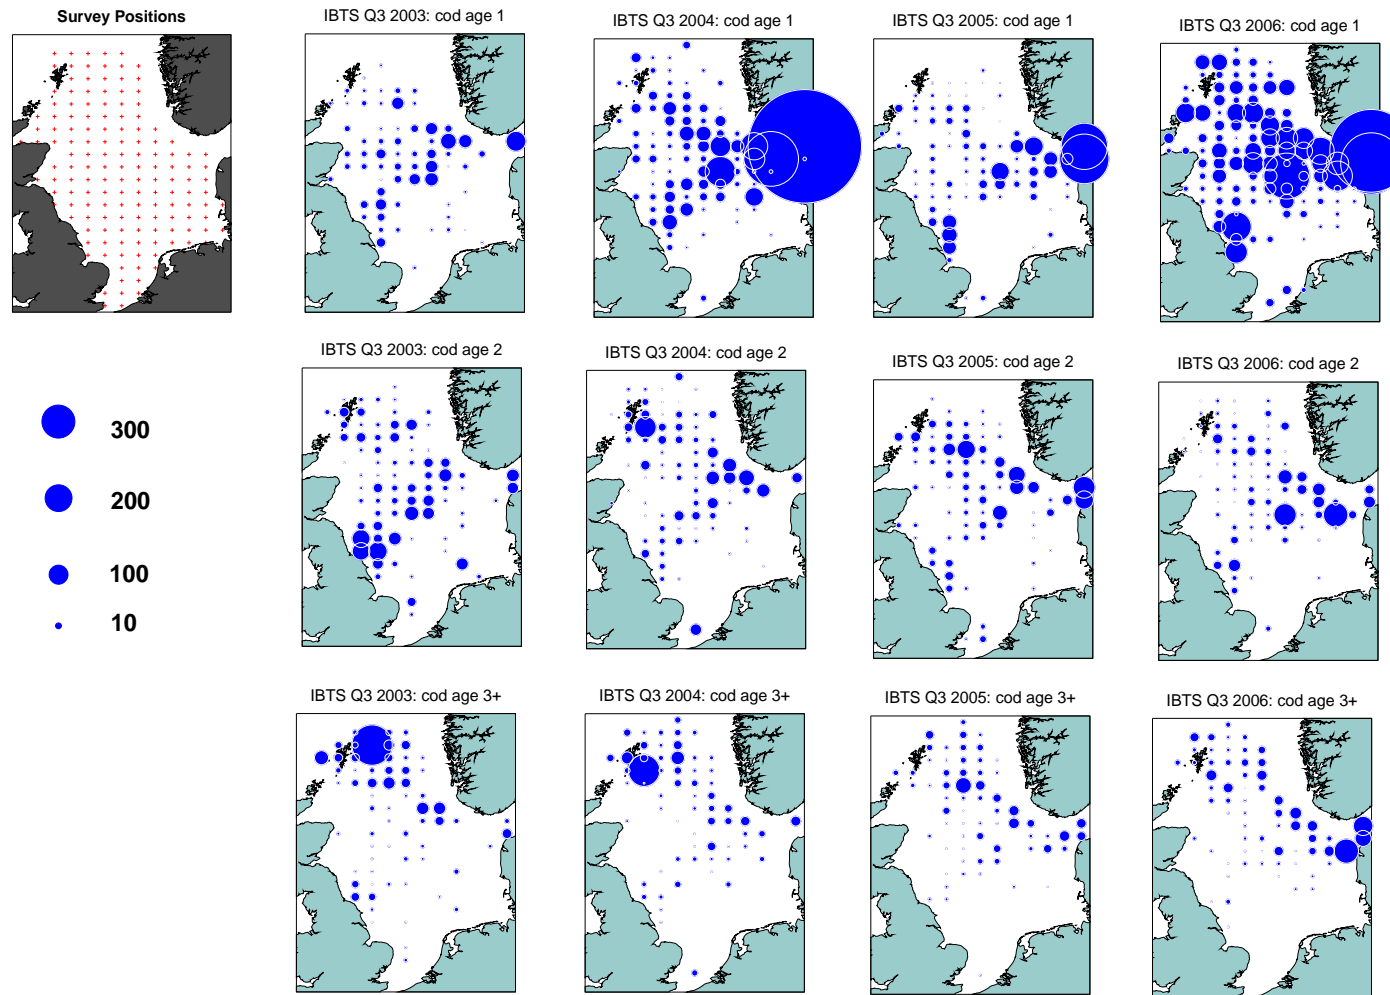 Survey Positions
IBTS Q3 2003: cod age 1
IBTS Q3 2004: cod age 1
IBTS Q3 2005: cod age 1
IBTS Q3 2006: cod age 1
IBTS Q3 2003: cod age 2
IBTS Q3 2004: cod age 2
IBTS Q3 2005: cod age 2
IBTS Q3 2006: cod age 2
300
200
100
10
IBTS Q3 2003: cod age 3+
IBTS Q3 2004: cod age 3+
IBTS Q3 2005: cod age 3+
IBTS Q3 2006: cod age 3+